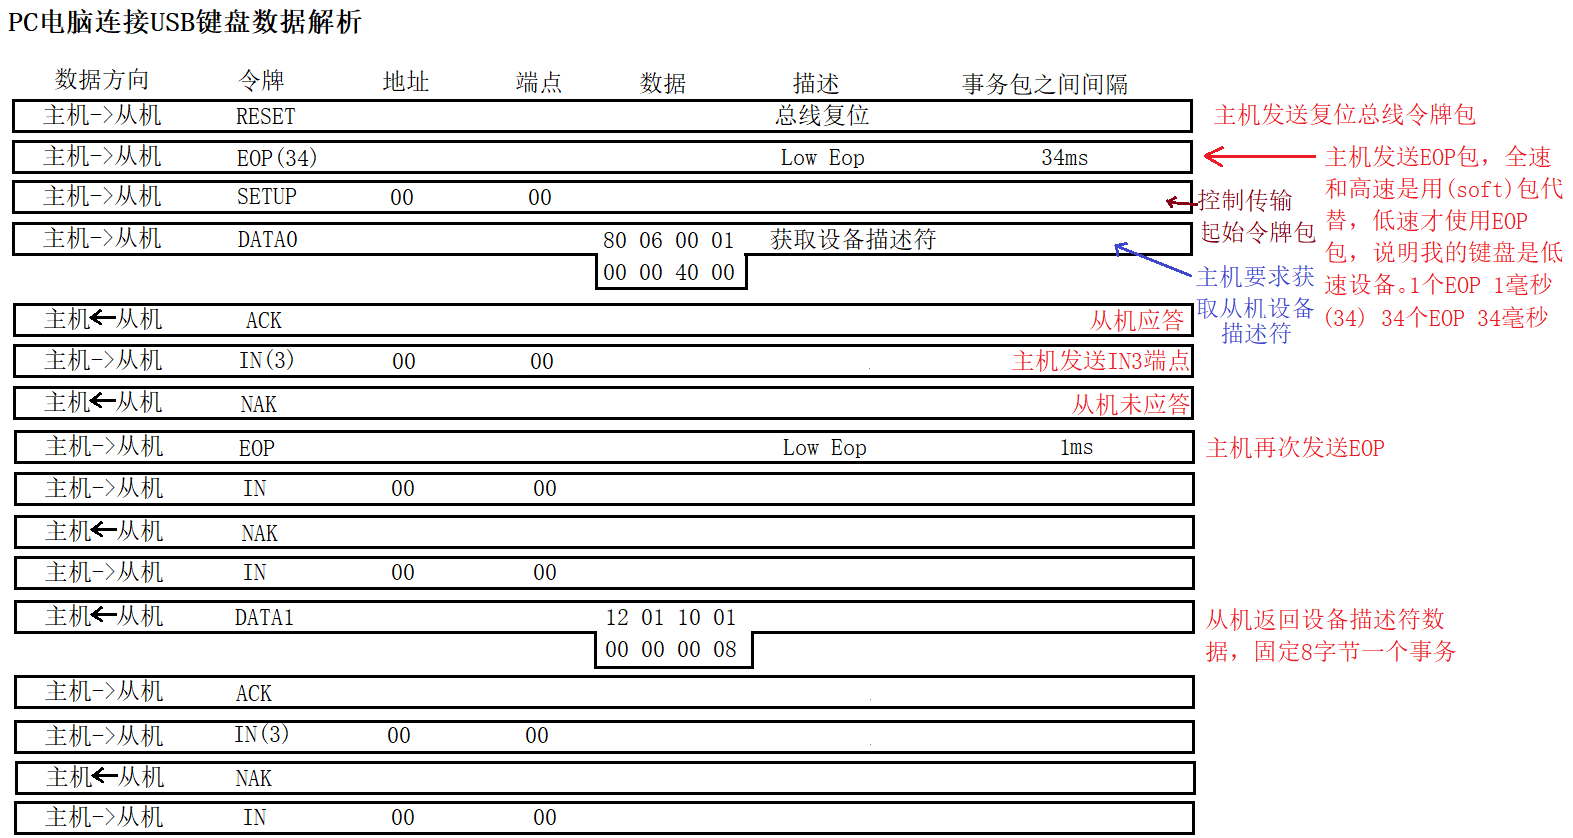 PC电脑连接USB键盘数据解析
数据方向 令牌 地址 端点 数据 描述 事务包之间间隔
主机->从机 RESET 总线复位 主机发送复位总线令牌包
主机->从机 EOP(34) Low Eop 34ms
主机->从机 SETUP 00 00
主机->从机 DATA0 80 06 00 01 获取设备描述符
00 00 40 00
主机发送EOP包，全速
和高速是用(soft)包代
替，低速才使用EOP
包，说明我的键盘是低
速设备。1个EOP 1毫秒
(34) 34个EOP 34毫秒
控制传输
起始令牌包
主机要求获
取从机设备
描述符
主机←从机 ACK 从机应答
主机->从机 IN(3) 00 00 主机发送IN3端点
主机←从机 NAK 从机未应答
主机->从机 EOP Low Eop 1ms 主机再次发送EOP
主机->从机 IN 00 00
主机←从机 NAK
主机->从机 IN 00 00
主机←从机 DATA1 12 01 10 01
00 00 00 08
从机返回设备描述符数
据，固定8字节一个事务
主机->从机 ACK
主机->从机 IN(3) 00 00
主机←从机 NAK
主机->从机 IN 00 00